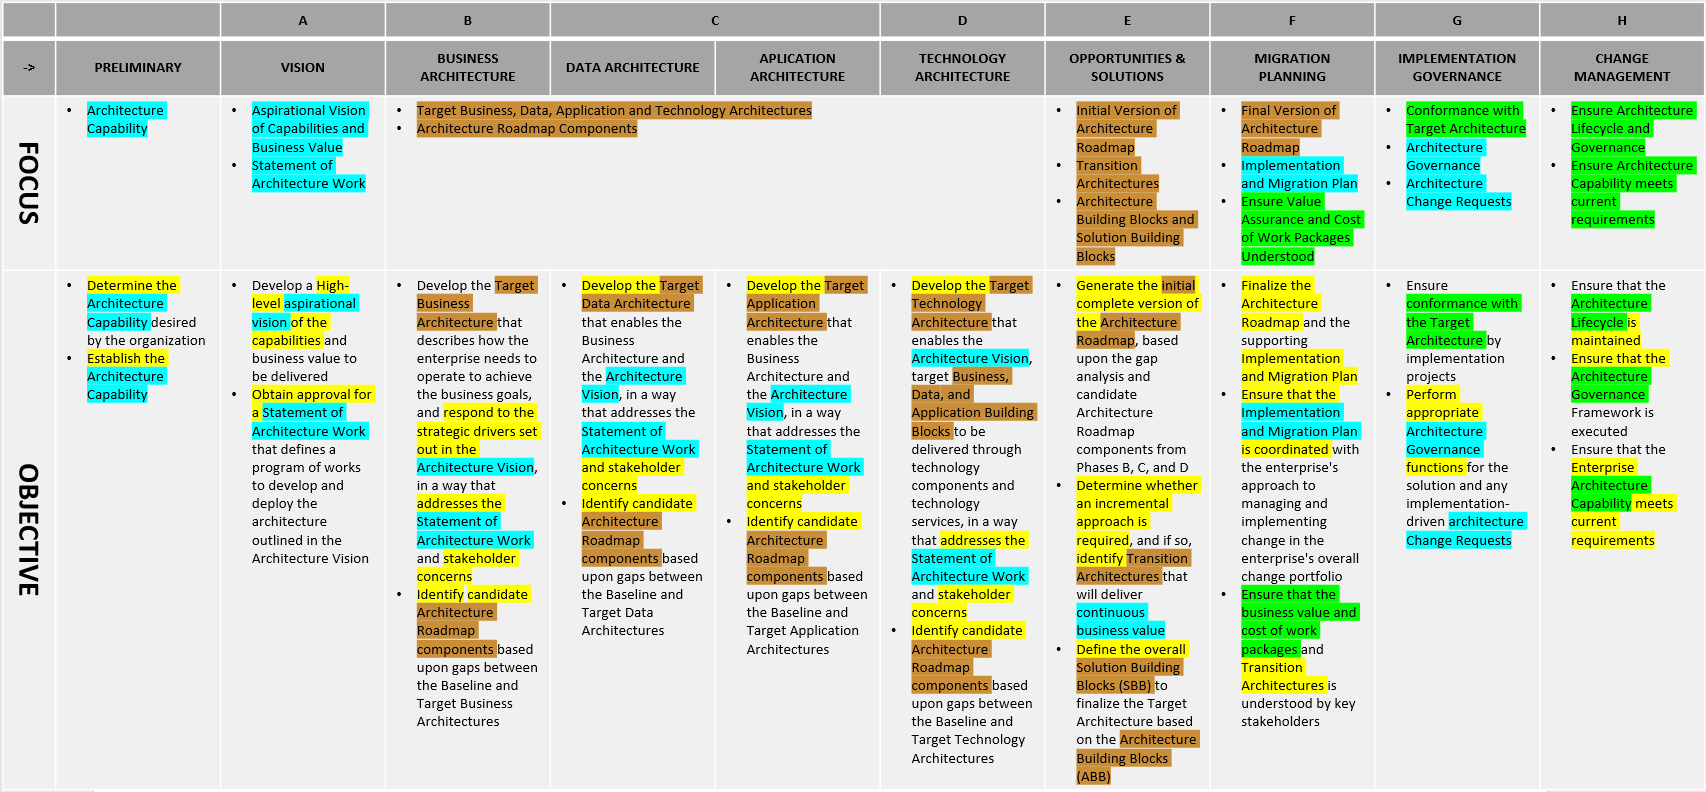 A
B
C
D
E
F
G
H
->
PRELIMINARY
VISION
BUSINESS
ARCHITECTURE
DATA ARCHITECTURE
APLICATION
ARCHITECTURE
TECHNOLOGY
ARCHITECTURE
OPPORTUNITIES &
SOLUTIONS
MIGRATION
PLANNING
IMPLEMENTATION
GOVERNANCE
CHANGE
MANAGEMENT
FOCUS
• Architecture
Capability
• Aspirational Vision
of Capabilities and
Business Value
• Statement of
Architecture Work
• Target Business, Data, Application and Technology Architectures
• Architecture Roadmap Components
• Initial Version of
Architecture
Roadmap
• Transition
Architectures
• Architecture
Building Blocks and
Solution Building
Blocks
• Final Version of
Architecture
Roadmap
• Implementation
and Migration Plan
• Ensure Value
Assurance and Cost
of Work Packages
Understood
• Conformance with
Target Architecture
• Architecture
Governance
• Architecture
Change Requests
• Ensure Architecture
Lifecycle and
Governance
• Ensure Architecture
Capability meets
current
requirements
OBJECTIVE
• Determine the
Architecture
Capability desired
by the organization
• Establish the
Architecture
Capability
• Develop a High-
level aspirational
vision of the
capabilities and
business value to
be delivered
• Obtain approval for
a Statement of
Architecture Work
that defines a
program of works
to develop and
deploy the
architecture
outlined in the
Architecture Vision
• Develop the Target
Business
Architecture that
describes how the
enterprise needs to
operate to achieve
the business goals,
and respond to the
strategic drivers set
out in the
Architecture Vision,
in a way that
addresses the
Statement of
Architecture Work
and stakeholder
concerns
• Identify candidate
Architecture
Roadmap
components based
upon gaps between
the Baseline and
Target Business
Architectures
• Develop the Target
Data Architecture
that enables the
Business
Architecture and
the Architecture
Vision, in a way
that addresses the
Statement of
Architecture Work
and stakeholder
concerns
• Identify candidate
Architecture
Roadmap
components based
upon gaps between
the Baseline and
Target Data
Architectures
• Develop the Target
Application
Architecture that
enables the
Business
Architecture and
the Architecture
Vision, in a way
that addresses the
Statement of
Architecture Work
and stakeholder
concerns
• Identify candidate
Architecture
Roadmap
components based
upon gaps between
the Baseline and
Target Application
Architectures
• Develop the Target
Technology
Architecture that
enables the
Architecture Vision,
target Business,
Data, and
Application Building
Blocks to be
delivered through
technology
components and
technology
services, in a way
that addresses the
Statement of
Architecture Work
and stakeholder
concerns
• Identify candidate
Architecture
Roadmap
components based
upon gaps between
the Baseline and
Target Technology
Architectures
• Generate the initial
complete version of
the Architecture
Roadmap, based
upon the gap
analysis and
candidate
Architecture
Roadmap
components from
Phases B, C, and D
• Determine whether
an incremental
approach is
required, and if so,
identify Transition
Architectures that
will deliver
continuous
business value
• Define the overall
Solution Building
Blocks (SBB) to
finalize the Target
Architecture based
on the Architecture
Building Blocks
(ABB)
• Finalize the
Architecture
Roadmap and the
supporting
Implementation
and Migration Plan
• Ensure that the
Implementation
and Migration Plan
is coordinated with
the enterprise's
approach to
managing and
implementing
change in the
enterprise's overall
change portfolio
• Ensure that the
business value and
cost of work
packages and
Transition
Architectures is
understood by key
stakeholders
• Ensure
conformance with
the Target
Architecture by
implementation
projects
• Perform
appropriate
Architecture
Governance
functions for the
solution and any
implementation-
driven architecture
Change Requests
• Ensure that the
Architecture
Lifecycle is
maintained
• Ensure that the
Architecture
Governance
Framework is
executed
• Ensure that the
Enterprise
Architecture
Capability meets
current
requirements